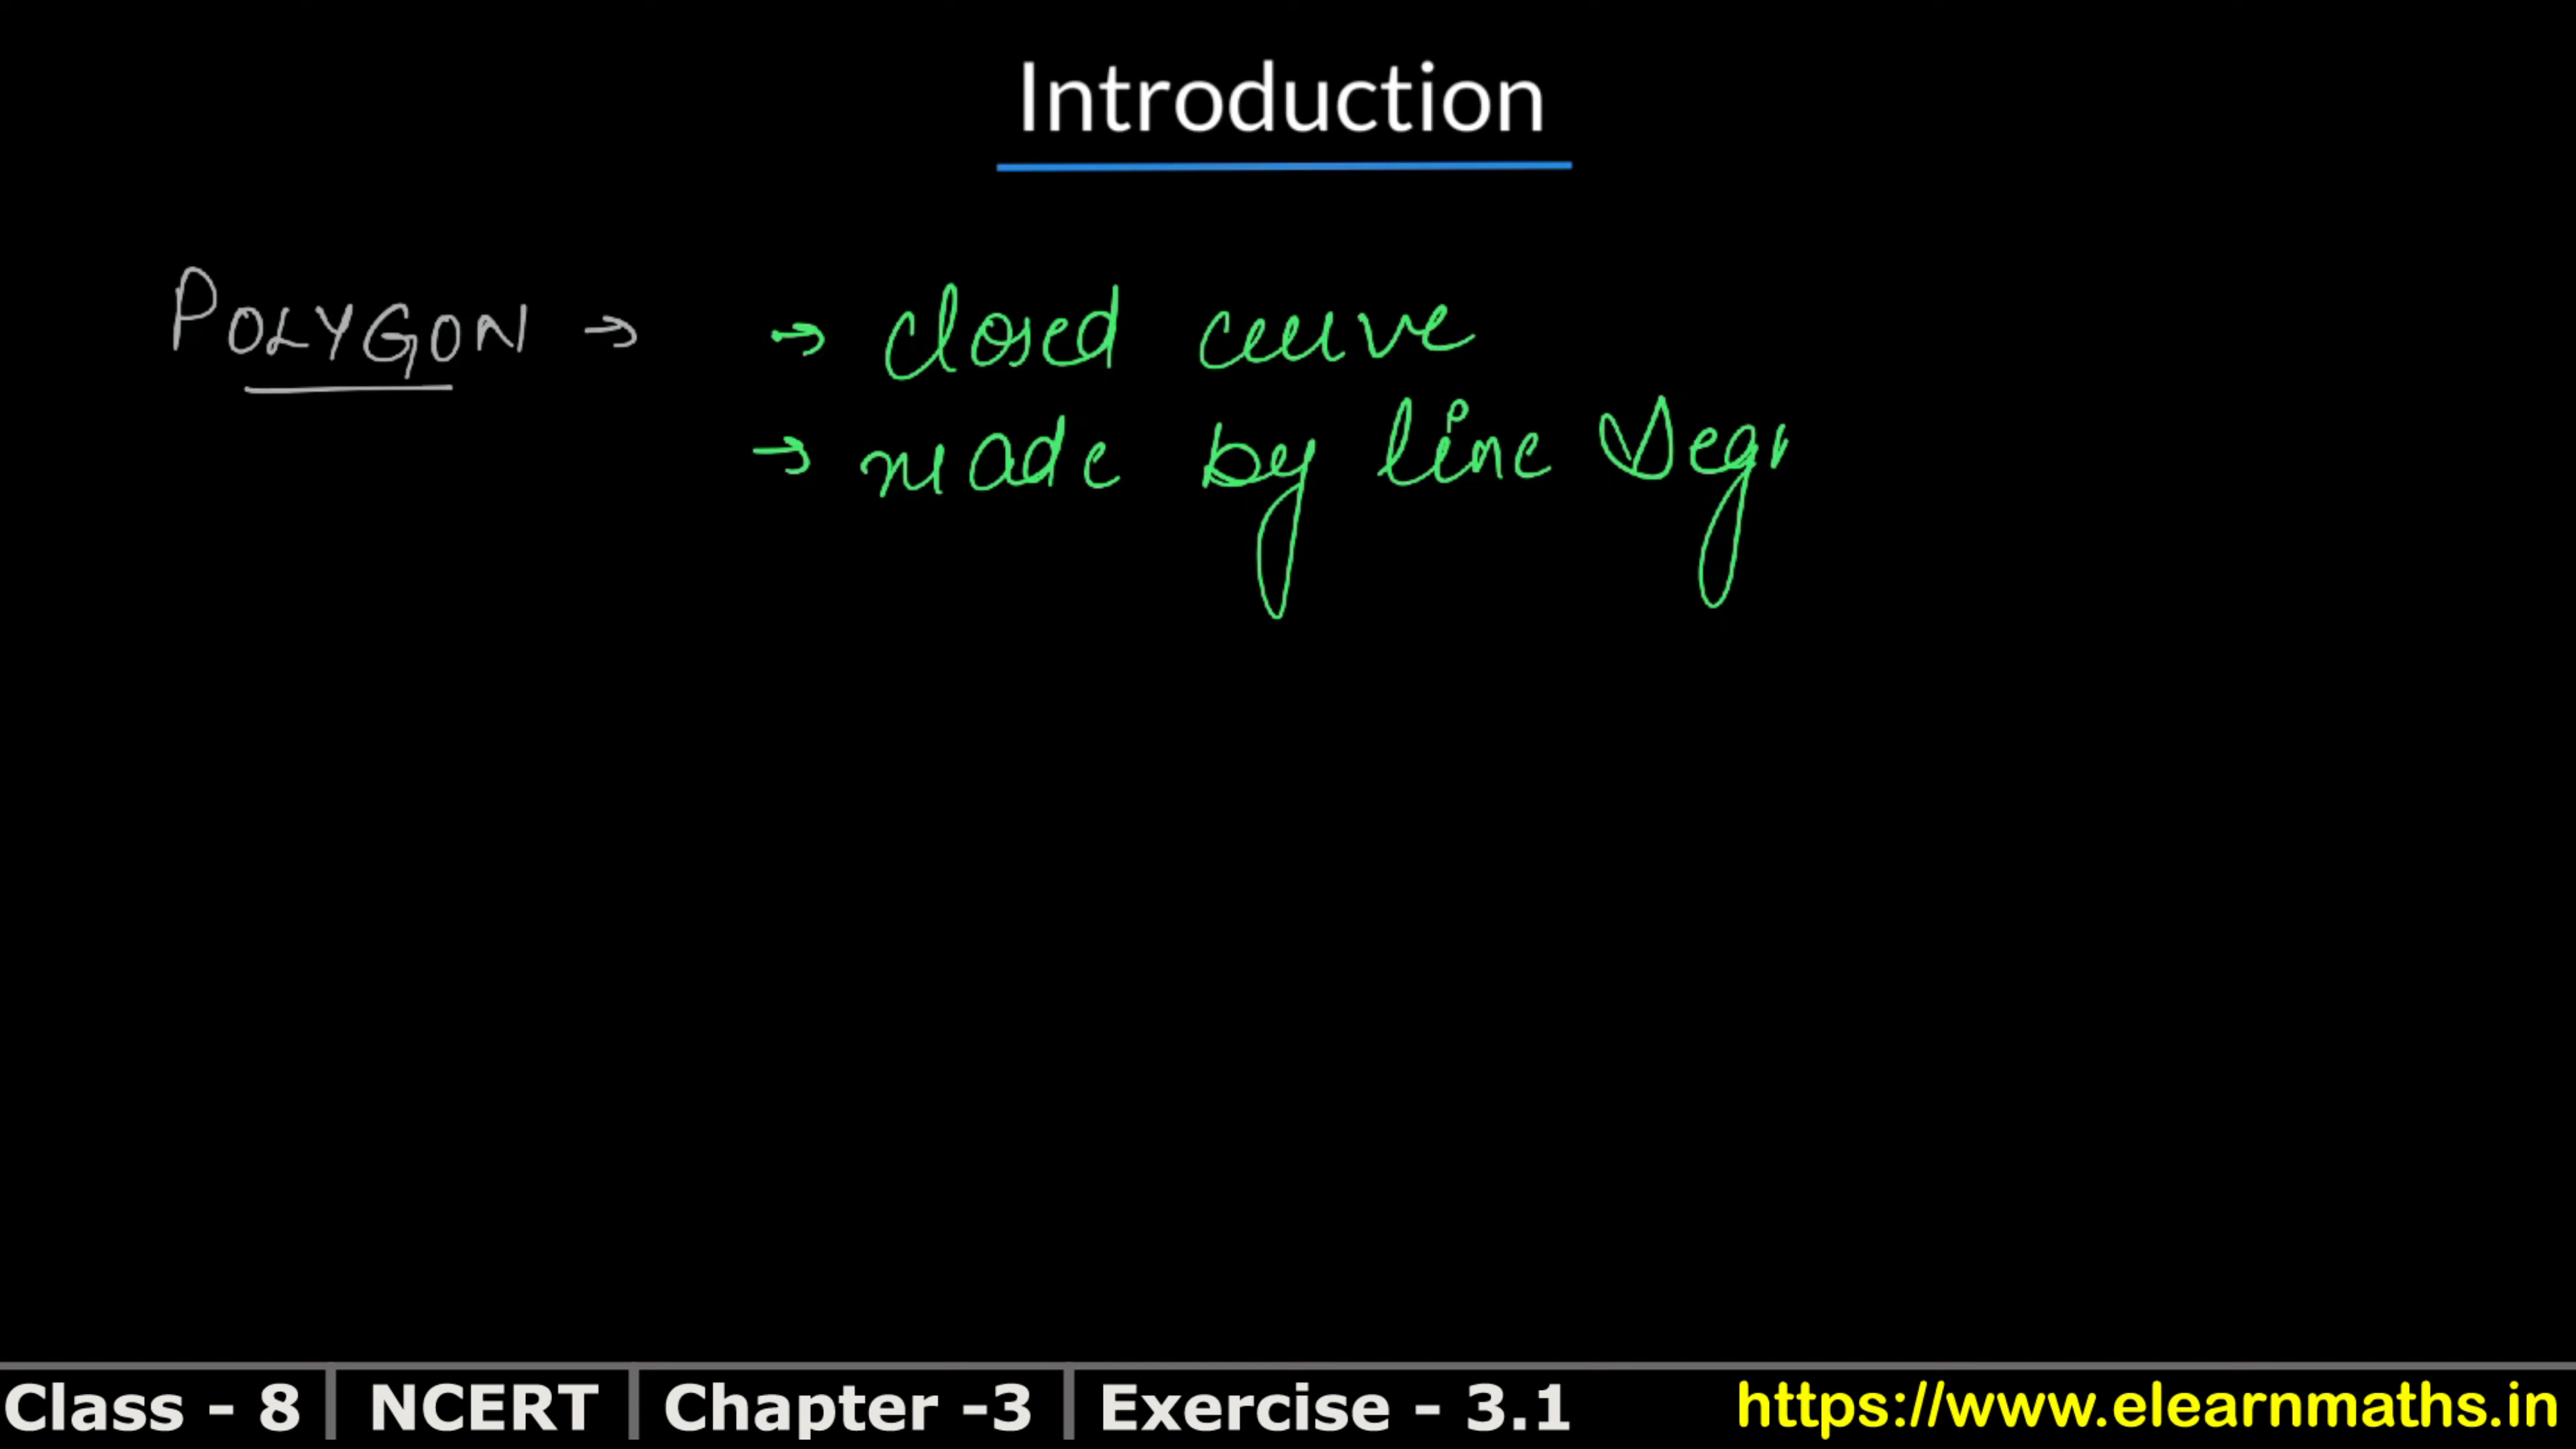 Introduction
POLYGON → → closed curve
→ made by line Seg
Class - 8 | NCERT | Chapter -3 | Exercise - 3.1 https://www.elearnmaths.in